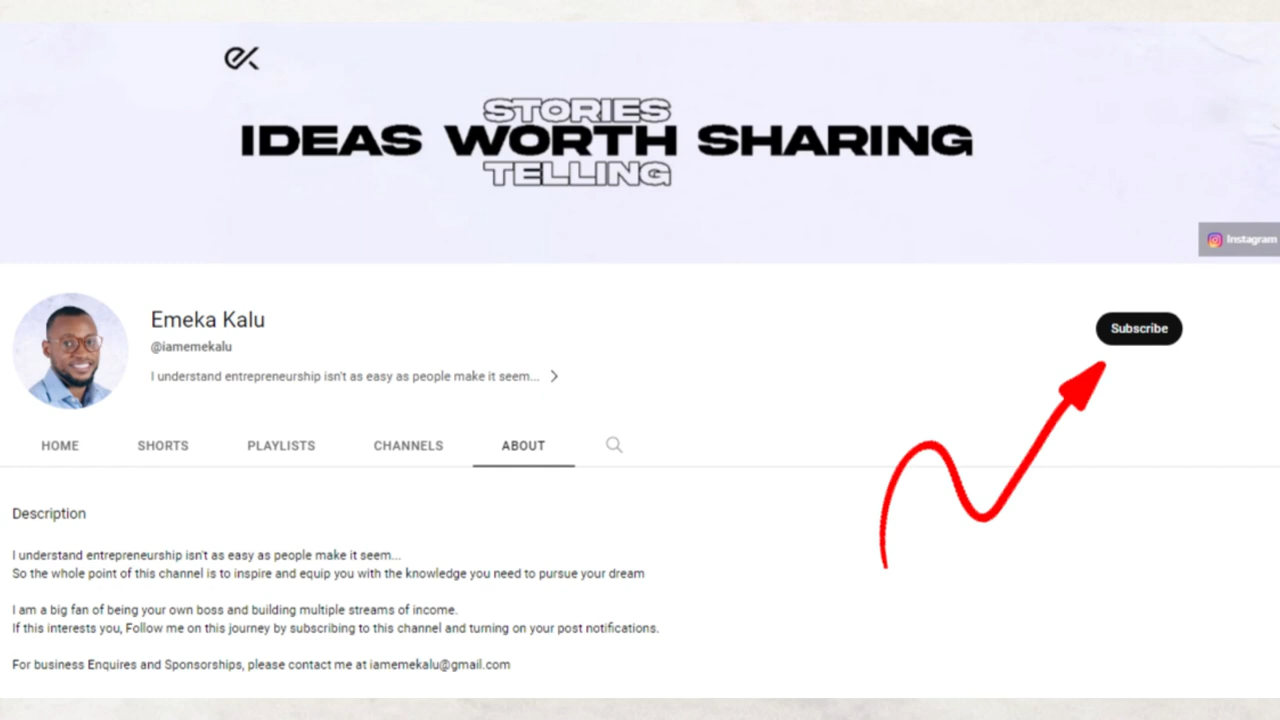 STORIES
IDEAS WORTH SHARING
TELLING
Instagram
Emeka Kalu
@iamemekalu
I understand entrepreneurship isn't as easy as people make it seem...
Subscribe
HOME SHORTS PLAYLISTS CHANNELS ABOUT
Description
I understand entrepreneurship isn't as easy as people make it seem...
So the whole point of this channel is to inspire and equip you with the knowledge you need to pursue your dream
I am a big fan of being your own boss and building multiple streams of income.
If this interests you, Follow me on this journey by subscribing to this channel and turning on your post notifications.
For business Enquires and Sponsorships, please contact me at iamemekalu@gmail.com